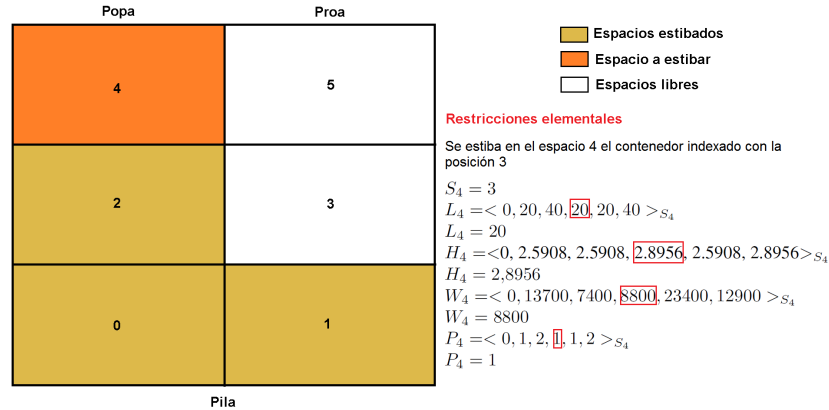 Popa Proa
4 5
2 3
0 1
Pila
Espacios estibados
Espacio a estibar
Espacios libres
Restricciones elementales
Se estiba en el espacio 4 el contenedor indexado con la
posición 3
S₄ = 3
L₄ =< 0, 20, 40, 20, 20, 40 >S₄
L₄ = 20
H₄ =<0, 2.5908, 2.5908, 2.8956, 2.5908, 2.8956>S₄
H₄ = 2,8956
W₄ =< 0, 13700, 7400, 8800, 23400, 12900 >S₄
W₄ = 8800
P₄ =< 0, 1, 2, 1, 1, 2 >S₄
P₄ = 1